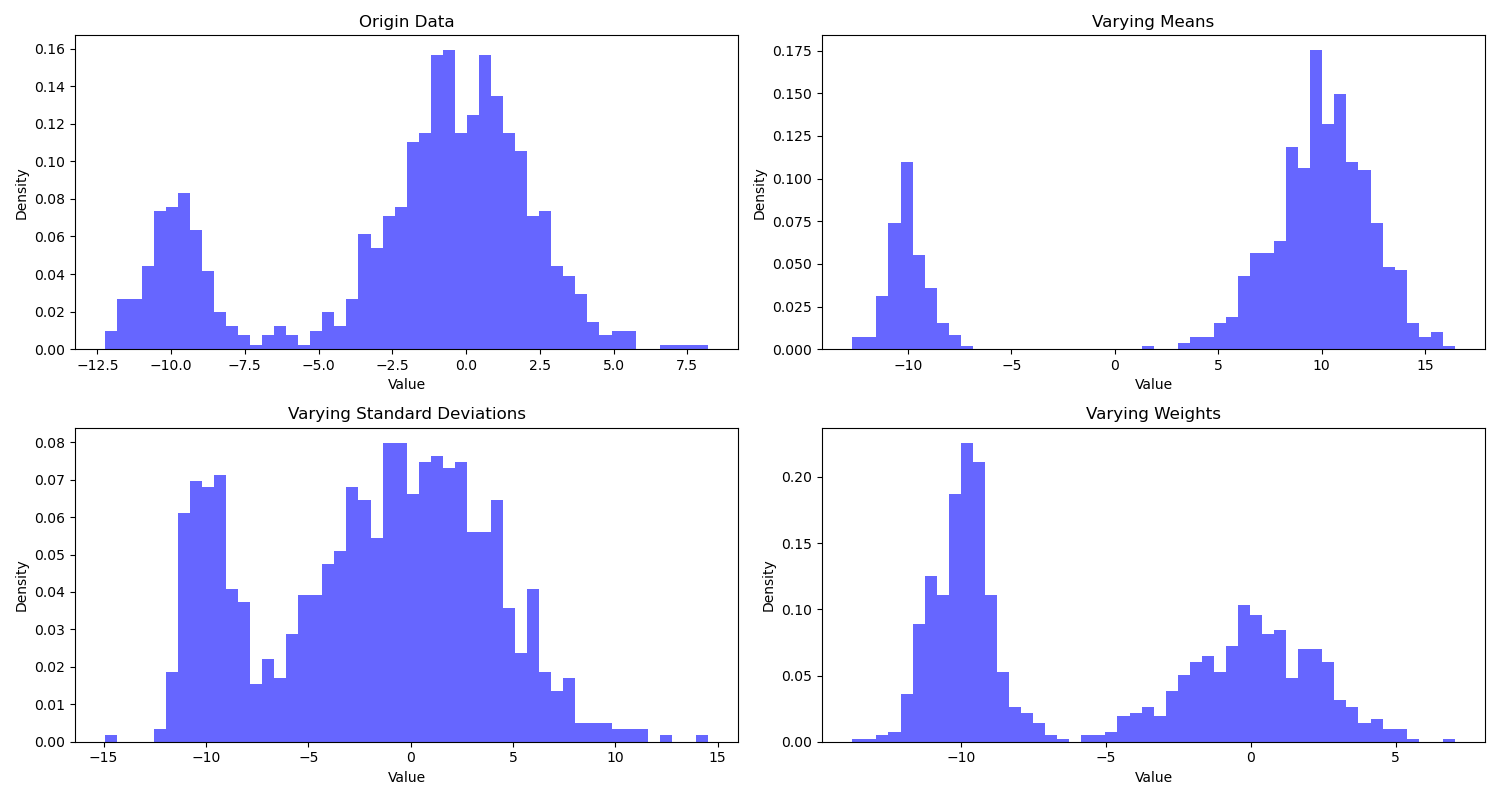 Origin Data
0.16
0.14
0.12
0.10
0.08
0.06
0.04
0.02
0.00
Density
−12.5 −10.0 −7.5 −5.0 −2.5 0.0 2.5 5.0 7.5
Value
Varying Means
0.175
0.150
0.125
0.100
0.075
0.050
0.025
0.000
Density
−10 −5 0 5 10 15
Value
Varying Standard Deviations
0.08
0.07
0.06
0.05
0.04
0.03
0.02
0.01
0.00
Density
−15 −10 −5 0 5 10 15
Value
Varying Weights
0.20
0.15
0.10
0.05
0.00
Density
−10 −5 0 5
Value